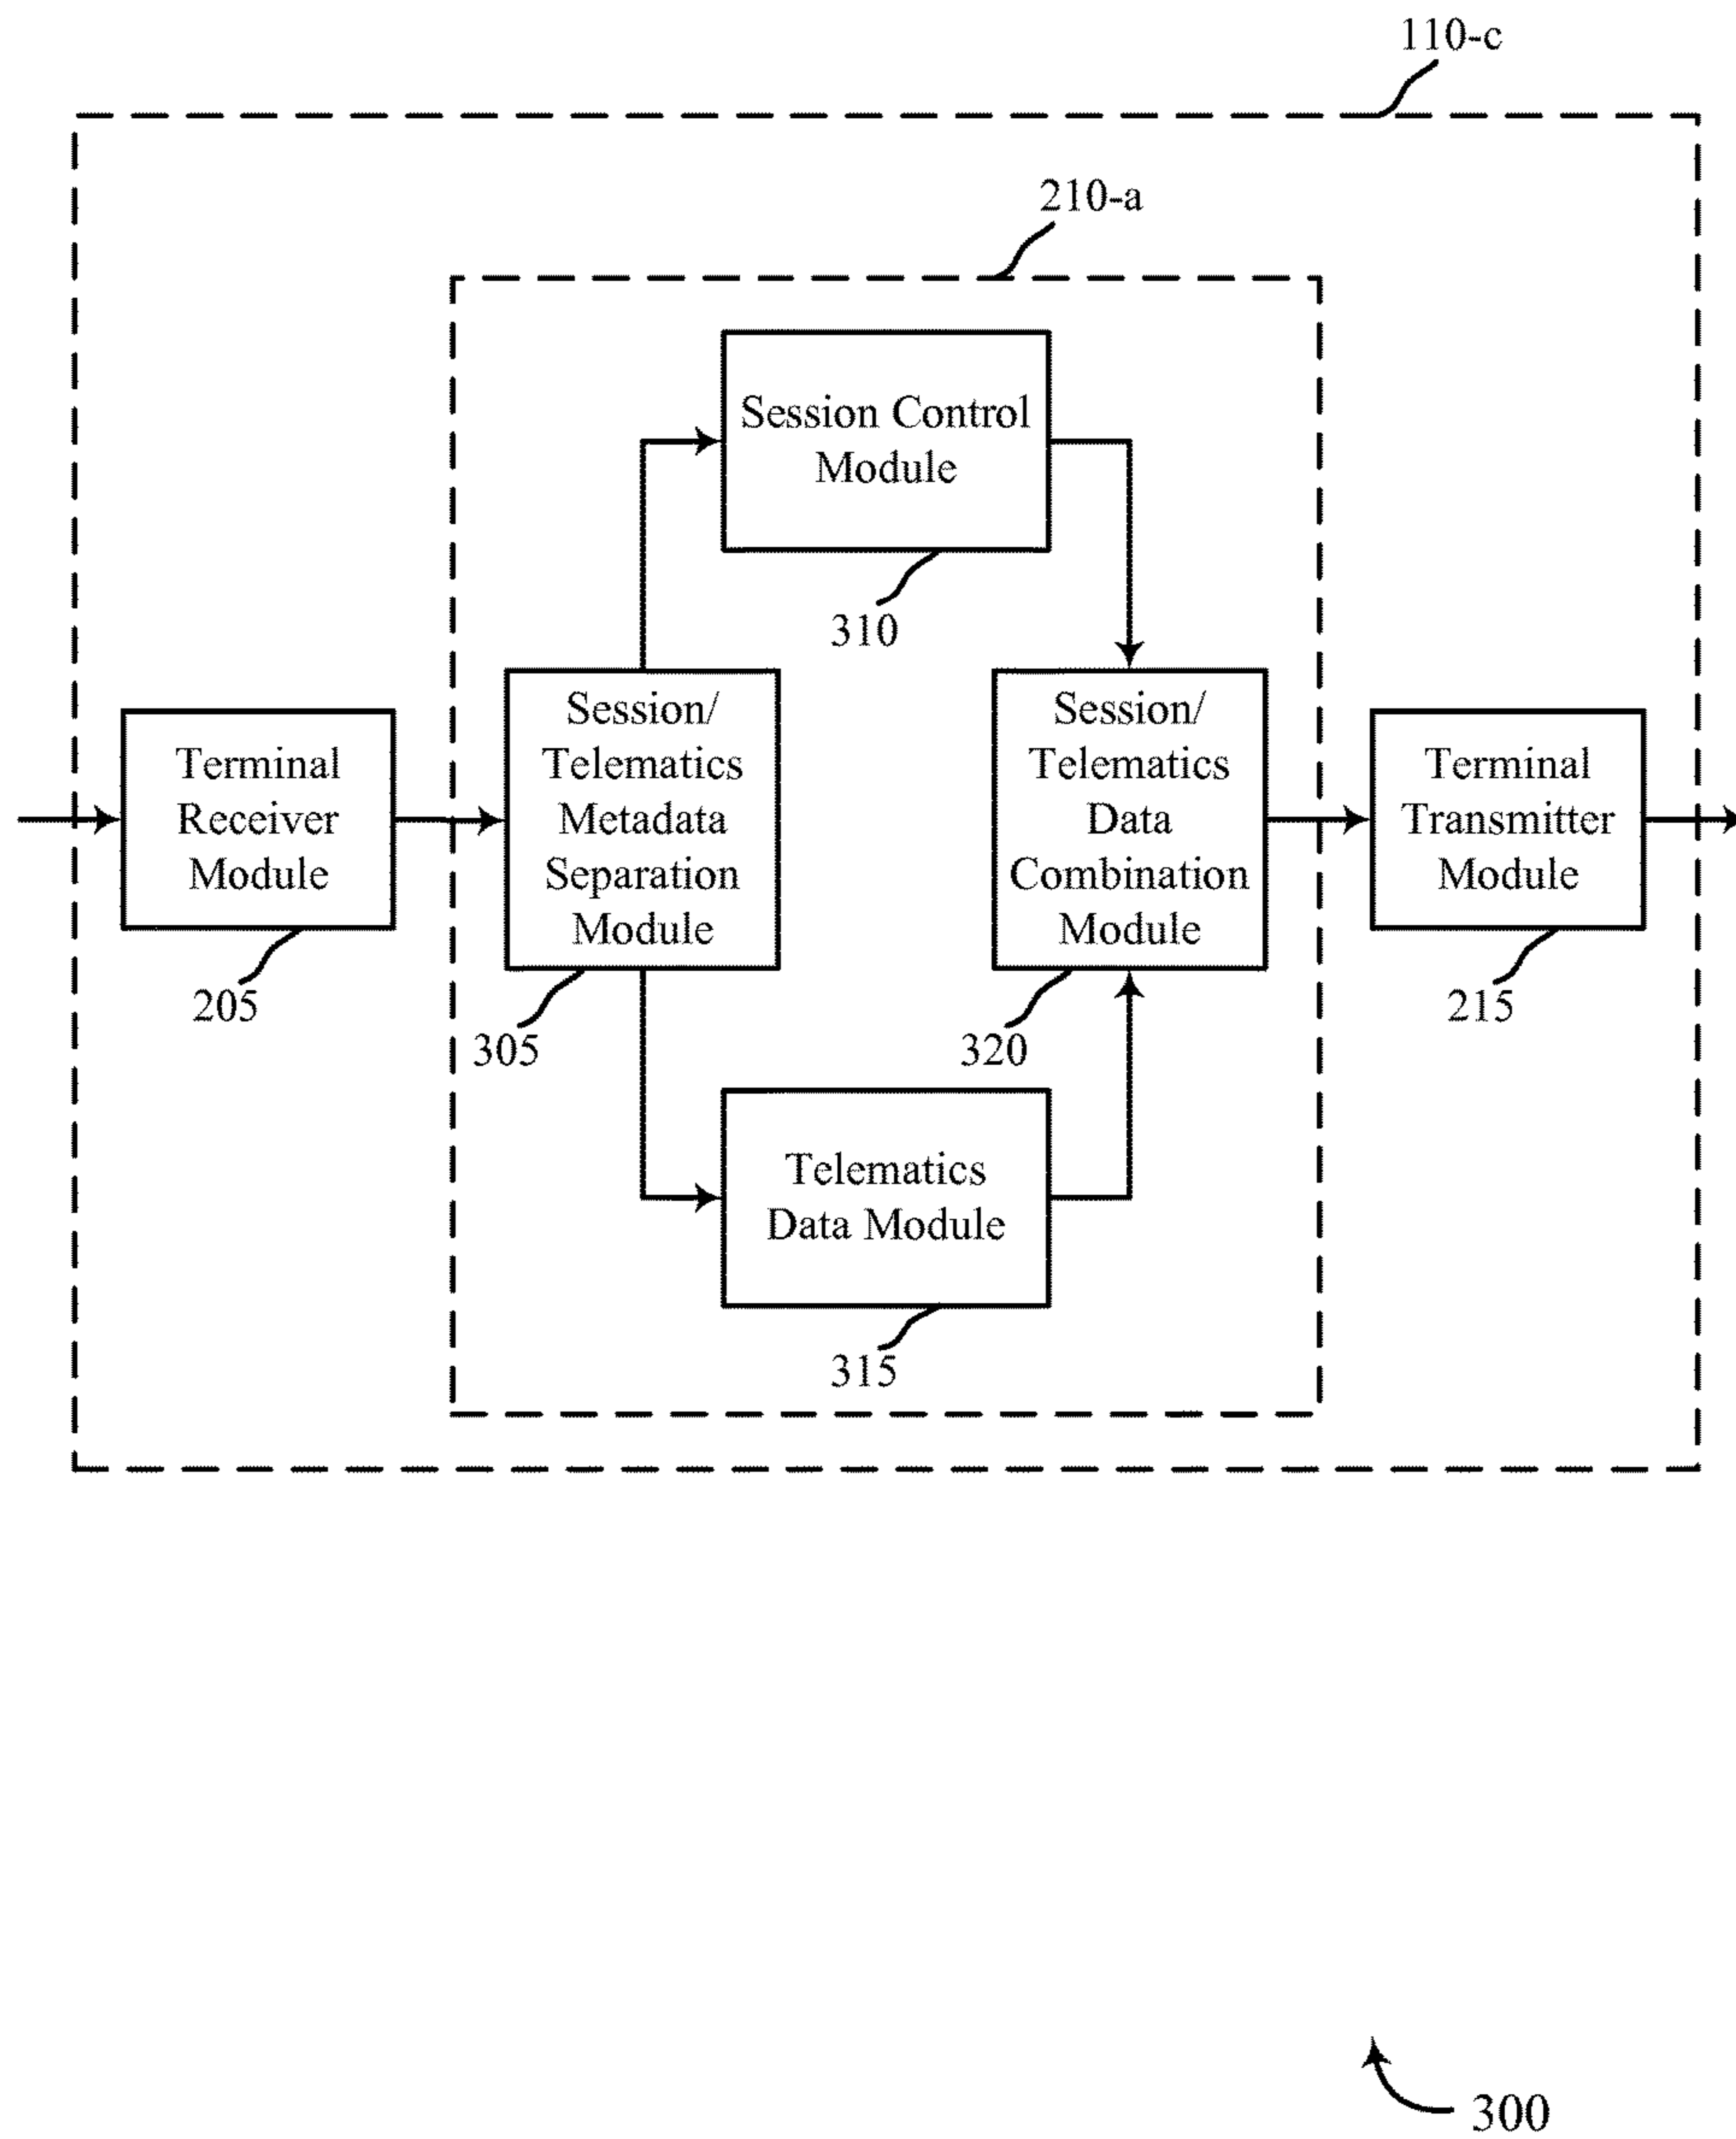 110-c
210-a
Session Control
Module
310
Session/
Telematics
Metadata
Separation
Module
305
Session/
Telematics
Data
Combination
Module
320
Terminal
Receiver
Module
205
Terminal
Transmitter
Module
215
Telematics
Data Module
315
300